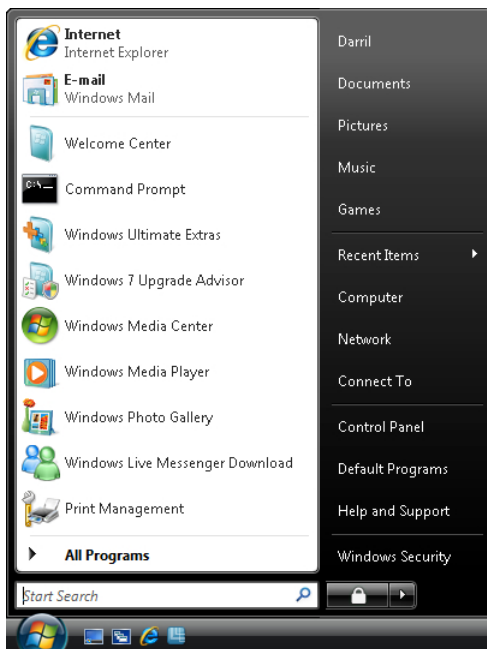 Internet
Internet Explorer
E-mail
Windows Mail
Welcome Center
C:\
Command Prompt
Windows Ultimate Extras
Windows 7 Upgrade Advisor
Windows Media Center
Windows Media Player
Windows Photo Gallery
Windows Live Messenger Download
Print Management
All Programs
Start Search
Darril
Documents
Pictures
Music
Games
Recent Items
Computer
Network
Connect To
Control Panel
Default Programs
Help and Support
Windows Security